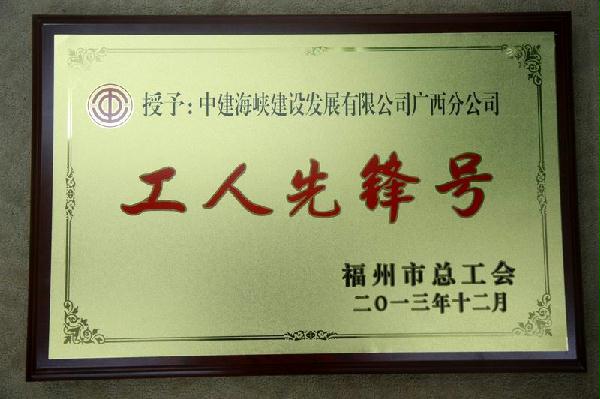 授予:中建海峡建设发展有限公司广西分公司
工人先锋号
福州市总工会
二〇一三年十二月